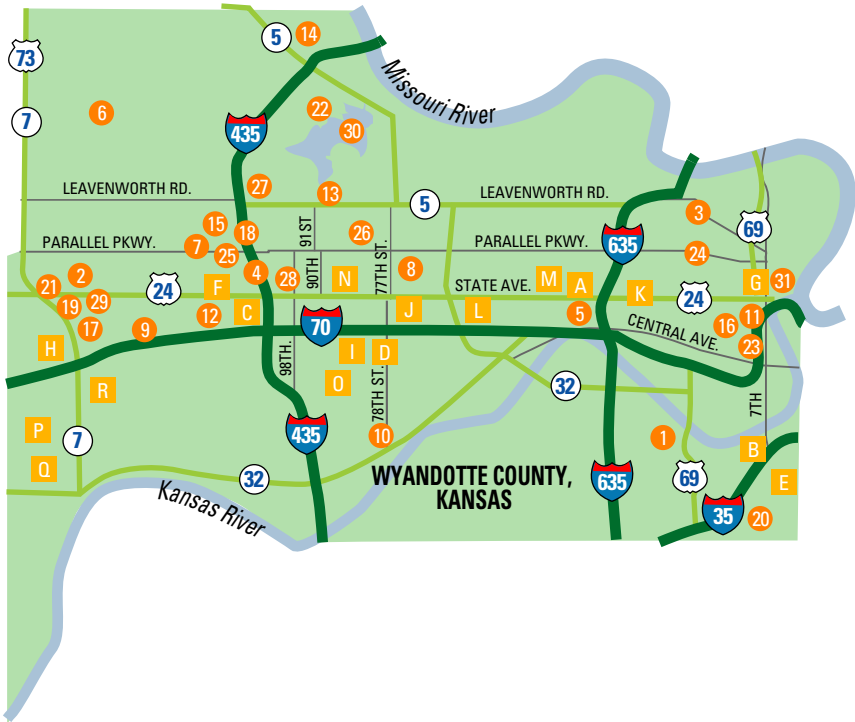 5
14
73
Missouri River
7
6
22
435
30
27
13
LEAVENWORTH RD.
5
LEAVENWORTH RD.
3
15
18
91ST
26
69
PARALLEL PKWY.
7
25
77TH ST.
PARALLEL PKWY.
635
24
21
2
4
28
90TH
N
8
M
A
G
31
24
F
STATE AVE.
K
24
19
29
C
12
J
L
5
11
17
9
70
CENTRAL AVE.
16
23
H
98TH.
I
D
R
O
78TH ST.
32
7TH
P
7
435
10
1
B
Q
32
WYANDOTTE COUNTY,
KANSAS
635
69
E
Kansas River
35
20